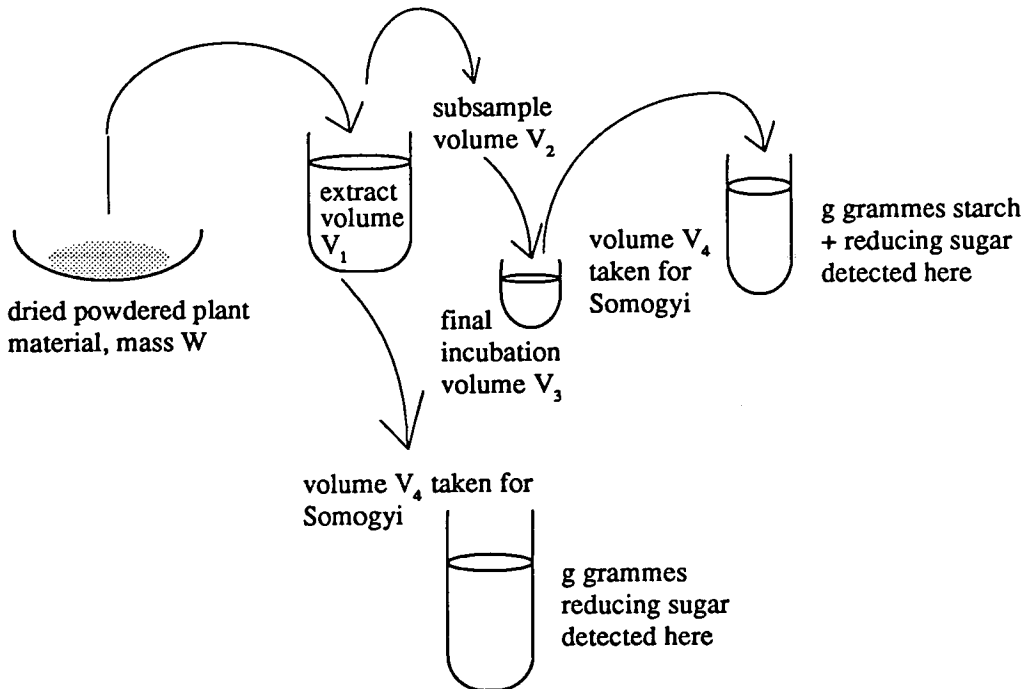 dried powdered plant
material, mass W
extract
volume
V₁
subsample
volume V₂
final
incubation
volume V₃
volume V₄
taken for
Somogyi
g grammes starch
+ reducing sugar
detected here
volume V₄ taken for
Somogyi
g grammes
reducing sugar
detected here